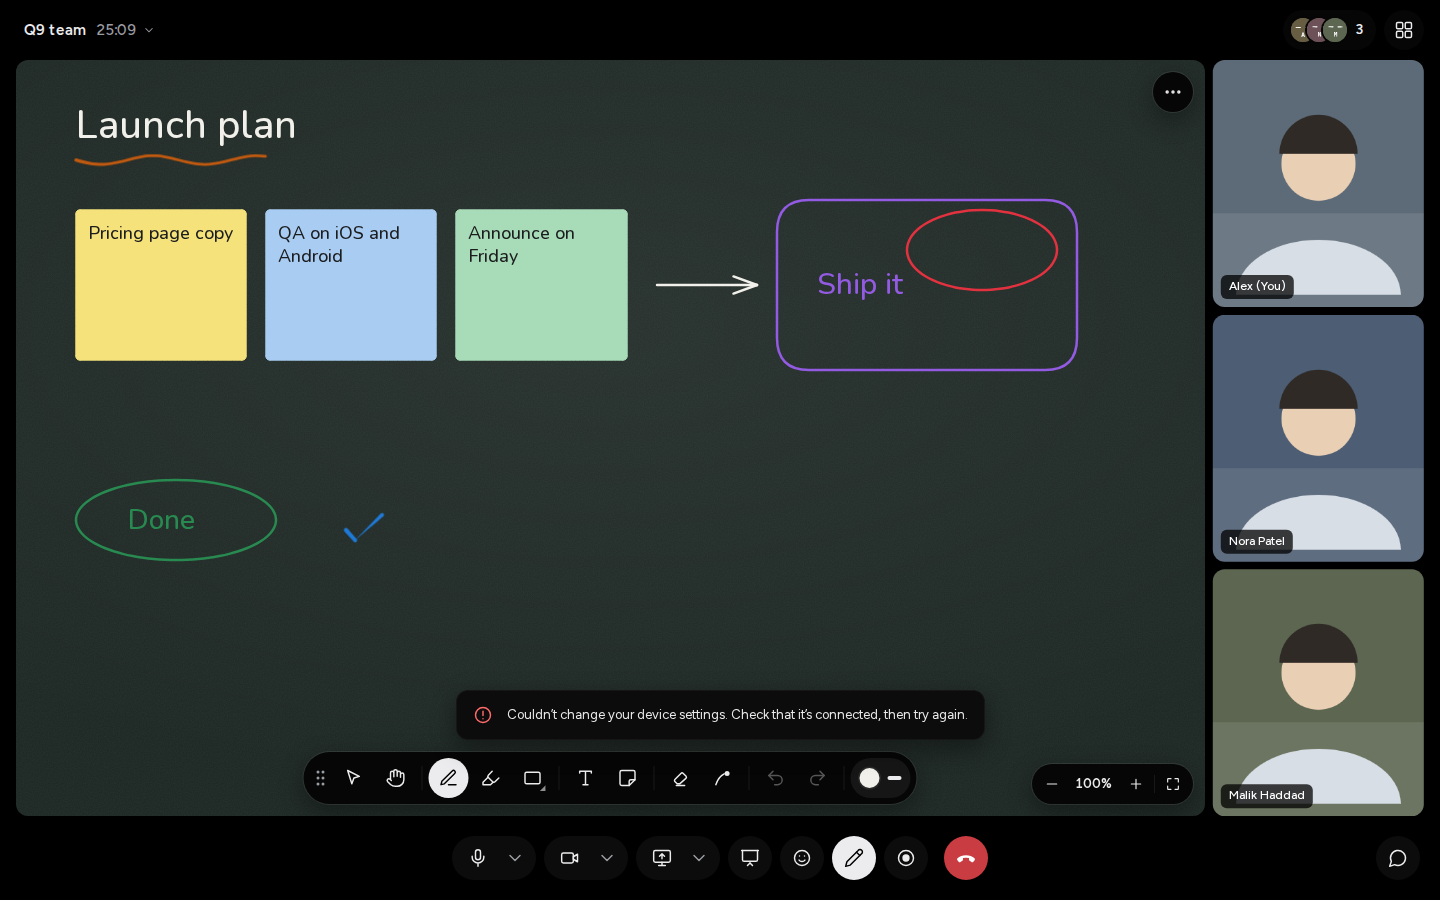 Q9 team 25:09
3
Launch plan
Pricing page copy
QA on iOS and
Android
Announce on
Friday
Ship it
Done
Alex (You)
Nora Patel
Malik Haddad
Couldn't change your device settings. Check that it's connected, then try again.
100%